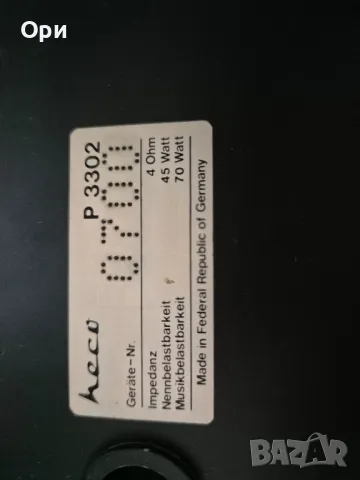 Ори
heco P 3302
Geräte-Nr. 0700
Impedanz 4 Ohm
Nennbelastbarkeit 45 Watt
Musikbelastbarkeit 70 Watt
Made in Federal Republic of Germany
BAZAR